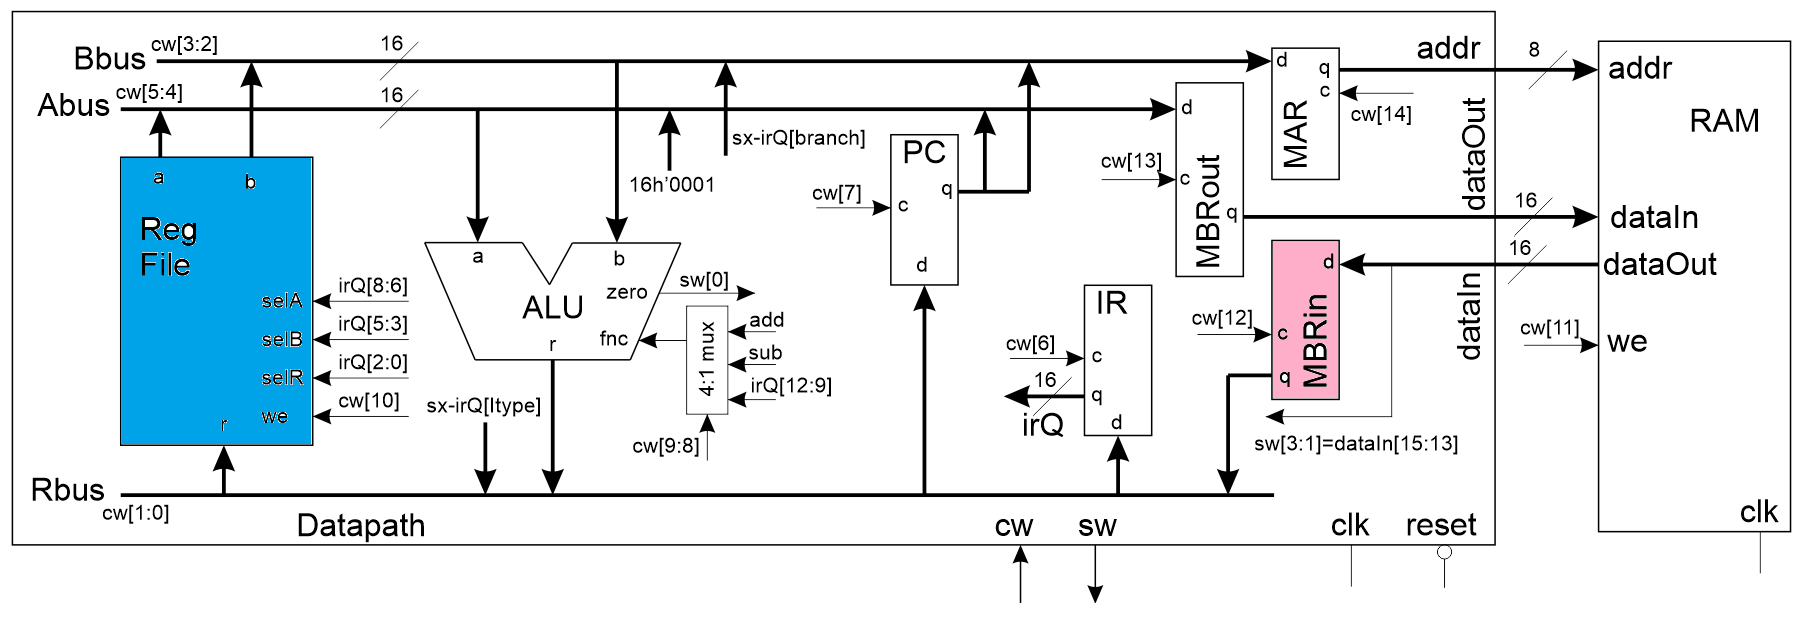 Bbus
cw[3:2]
16
Abus
cw[5:4]
16
sx-irQ[branch]
16h'0001
a
b
Reg
File
selA
selB
selR
we
r
irQ[8:6]
irQ[5:3]
irQ[2:0]
cw[10]
a
b
ALU
zero
fnc
r
sw[0]
4:1 mux
add
sub
irQ[12:9]
cw[9:8]
sx-irQ[Itype]
PC
q
c
d
cw[7]
IR
c
q
d
cw[6]
16
irQ
MBRout
d
c
q
cw[13]
MAR
d
q
c
cw[14]
MBRin
d
c
q
cw[12]
sw[3:1]=dataIn[15:13]
addr
8
dataOut
16
16
dataIn
addr
RAM
dataIn
dataOut
cw[11]
we
clk
Rbus
cw[1:0]
Datapath
cw
sw
clk
reset